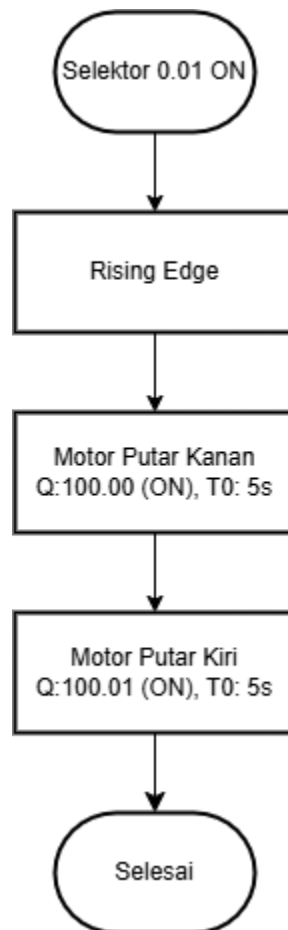 Selektor 0.01 ON
Rising Edge
Motor Putar Kanan
Q:100.00 (ON), T0: 5s
Motor Putar Kiri
Q:100.01 (ON), T0: 5s
Selesai